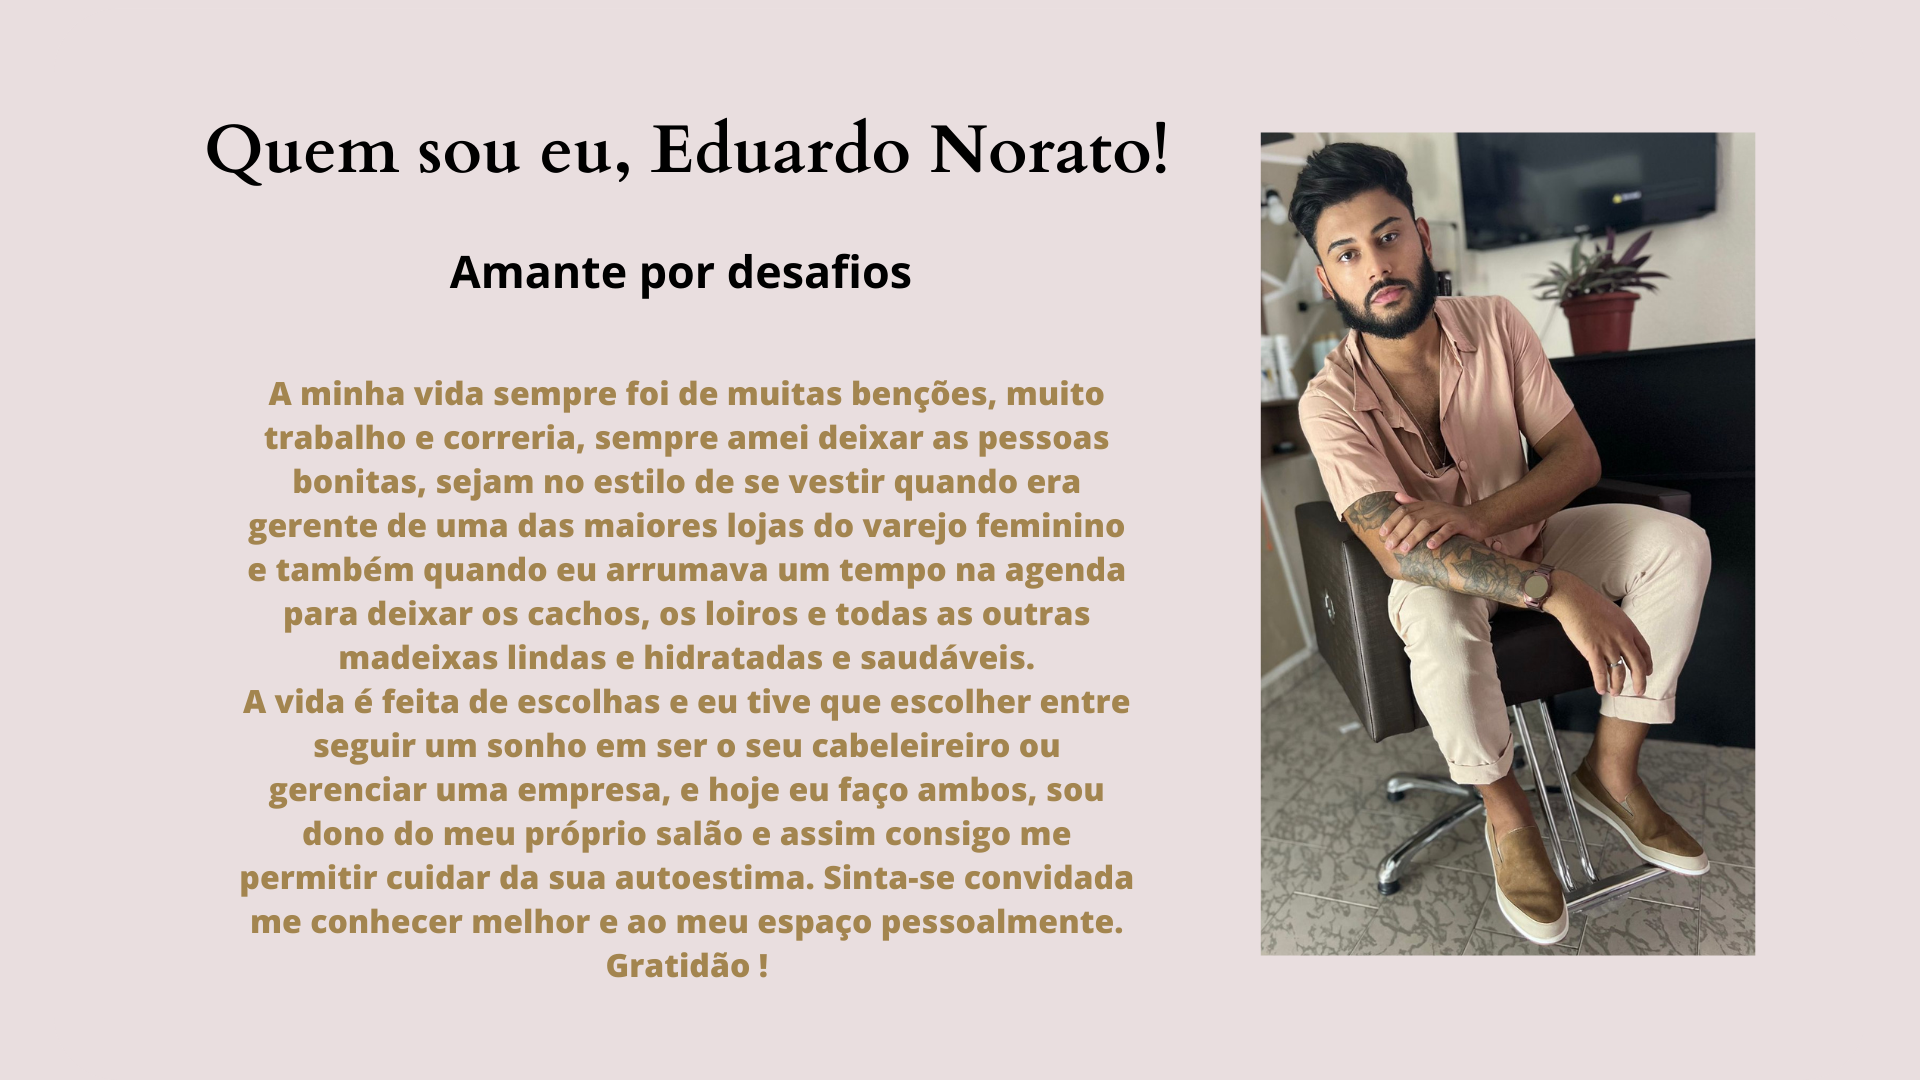 Quem sou eu, Eduardo Norato!
Amante por desafios
A minha vida sempre foi de muitas benções, muito
trabalho e correria, sempre amei deixar as pessoas
bonitas, sejam no estilo de se vestir quando era
gerente de uma das maiores lojas do varejo feminino
e também quando eu arrumava um tempo na agenda
para deixar os cachos, os loiros e todas as outras
madeixas lindas e hidratadas e saudáveis.
A vida é feita de escolhas e eu tive que escolher entre
seguir um sonho em ser o seu cabeleireiro ou
gerenciar uma empresa, e hoje eu faço ambos, sou
dono do meu próprio salão e assim consigo me
permitir cuidar da sua autoestima. Sinta-se convidada
me conhecer melhor e ao meu espaço pessoalmente.
Gratidão !